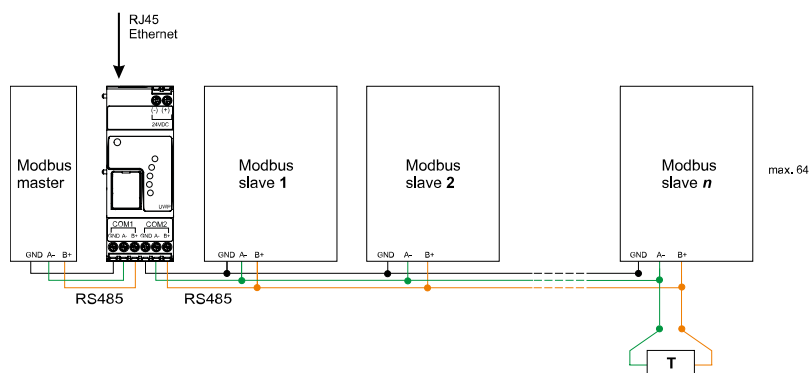 RJ45
Ethernet
(-) (+)
24VDC
Modbus
master
Modbus
slave 1
Modbus
slave 2
Modbus
slave n
max. 64
COM1 COM2
GND A- B+
GND A- B+ GND A- B+
GND A- B+
GND A- B+
GND A- B+
RS485
RS485
T